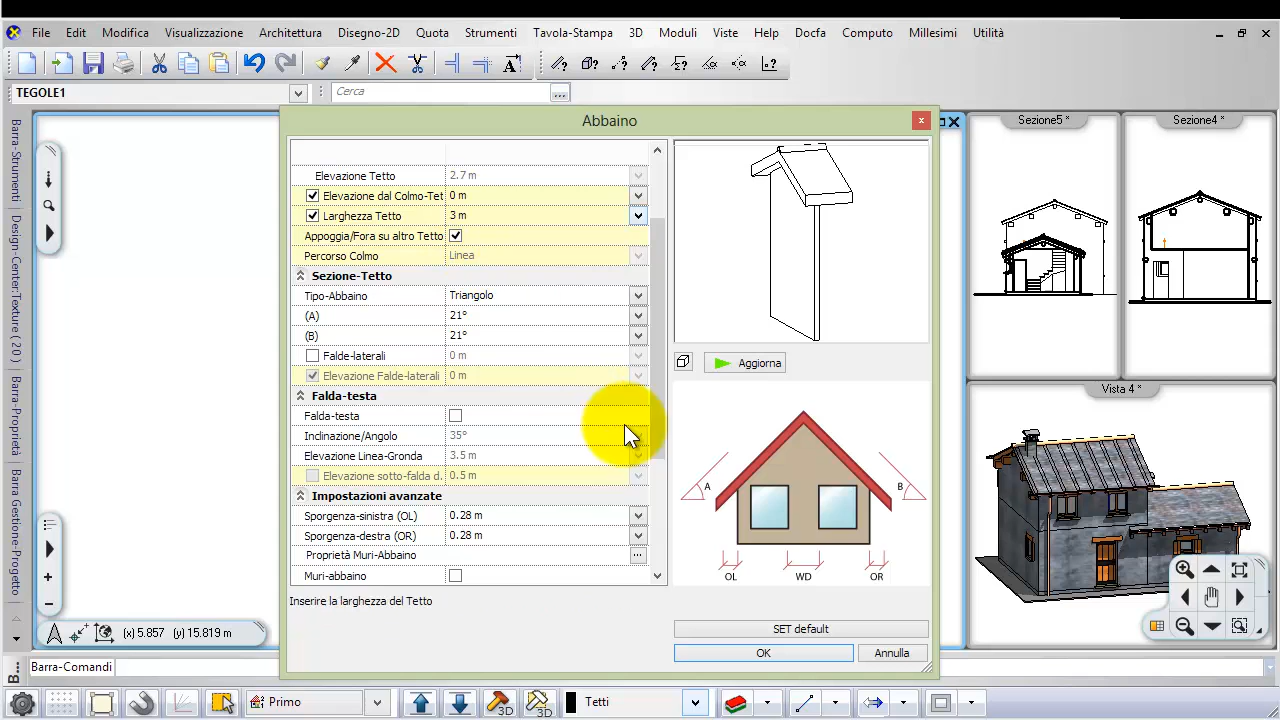 File Edit Modifica Visualizzazione Architettura Disegno-2D Quota Strumenti Tavola-Stampa 3D Moduli Viste Help Docfa Computo Millesimi Utilità
TEGOLE1
Cerca
Abbaino
Sezione5 *
Sezione4 *
Barra-Strumenti
Design-Center:Texture ( 20 )
Barra-Proprietà
Barra Gestione-Progetto
Elevazione Tetto 2.7 m
Elevazione dal Colmo-Tet 0 m
Larghezza Tetto 3 m
Appoggia/Fora su altro Tetto
Percorso Colmo Linea
Sezione-Tetto
Tipo-Abbaino Triangolo
(A) 21°
(B) 21°
Falde-laterali 0 m
Elevazione Falde-laterali 0 m
Falda-testa
Falda-testa
Inclinazione/Angolo 35°
Elevazione Linea-Gronda 3.5 m
Elevazione sotto-falda d. 0.5 m
Impostazioni avanzate
Sporgenza-sinistra (OL) 0.28 m
Sporgenza-destra (OR) 0.28 m
Proprietà Muri-Abbaino ...
Muri-abbaino
Inserire la larghezza del Tetto
Aggiorna
A
B
OL WD OR
SET default
OK
Annulla
Vista 4 *
(x) 5.857 (y) 15.819 m
B..
Barra-Comandi
Primo
3D
3D
Tetti